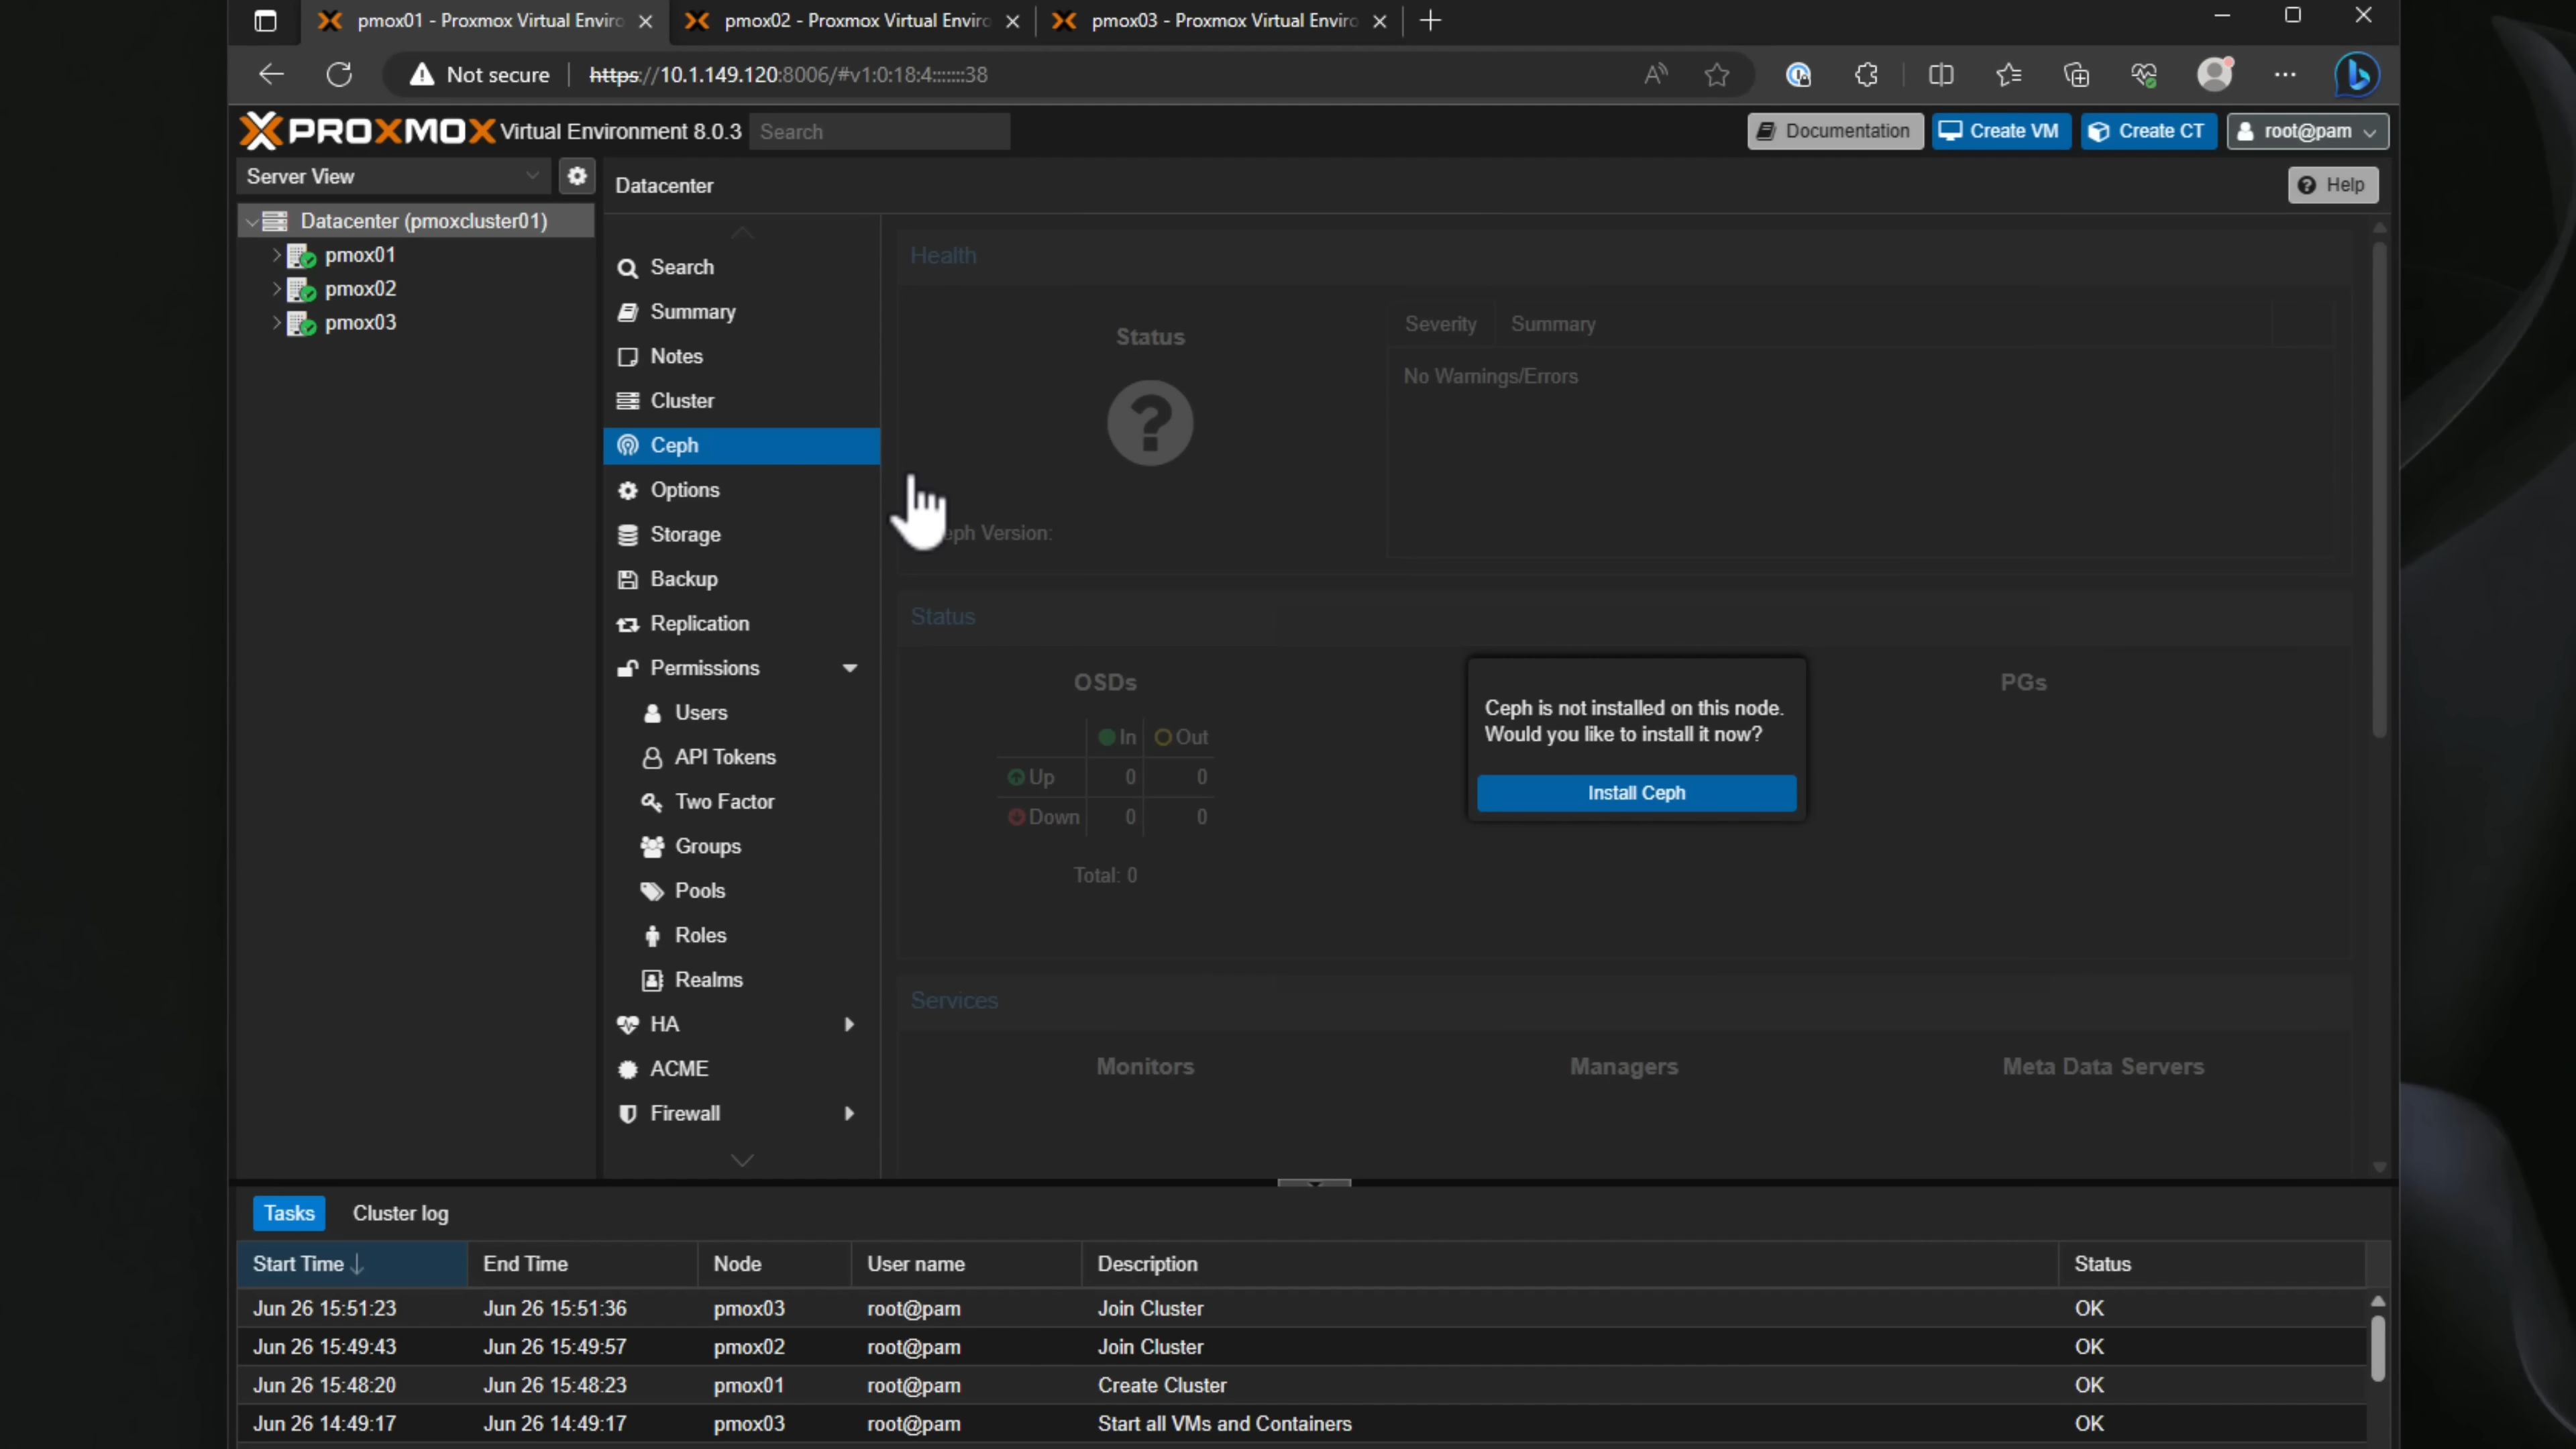 pmox01 - Proxmox Virtual Enviro
pmox02 - Proxmox Virtual Enviro
pmox03 - Proxmox Virtual Enviro
Not secure
https://10.1.149.120:8006/#v1:0:18:4:::::::38
PROXMOX Virtual Environment 8.0.3
Search
Documentation
Create VM
Create CT
root@pam
Server View
Datacenter
Help
Datacenter (pmoxcluster01)
pmox01
pmox02
pmox03
Search
Summary
Notes
Cluster
Ceph
Options
Storage
Backup
Replication
Permissions
Users
API Tokens
Two Factor
Groups
Pools
Roles
Realms
HA
ACME
Firewall
Health
Status
Severity Summary
No Warnings/Errors
eph Version:
Status
OSDs
PGs
In Out
Up 0 0
Down 0 0
Total: 0
Ceph is not installed on this node.
Would you like to install it now?
Install Ceph
Services
Monitors Managers Meta Data Servers
Tasks Cluster log
Start Time End Time Node User name Description Status
Jun 26 15:51:23 Jun 26 15:51:36 pmox03 root@pam Join Cluster OK
Jun 26 15:49:43 Jun 26 15:49:57 pmox02 root@pam Join Cluster OK
Jun 26 15:48:20 Jun 26 15:48:23 pmox01 root@pam Create Cluster OK
Jun 26 14:49:17 Jun 26 14:49:17 pmox03 root@pam Start all VMs and Containers OK